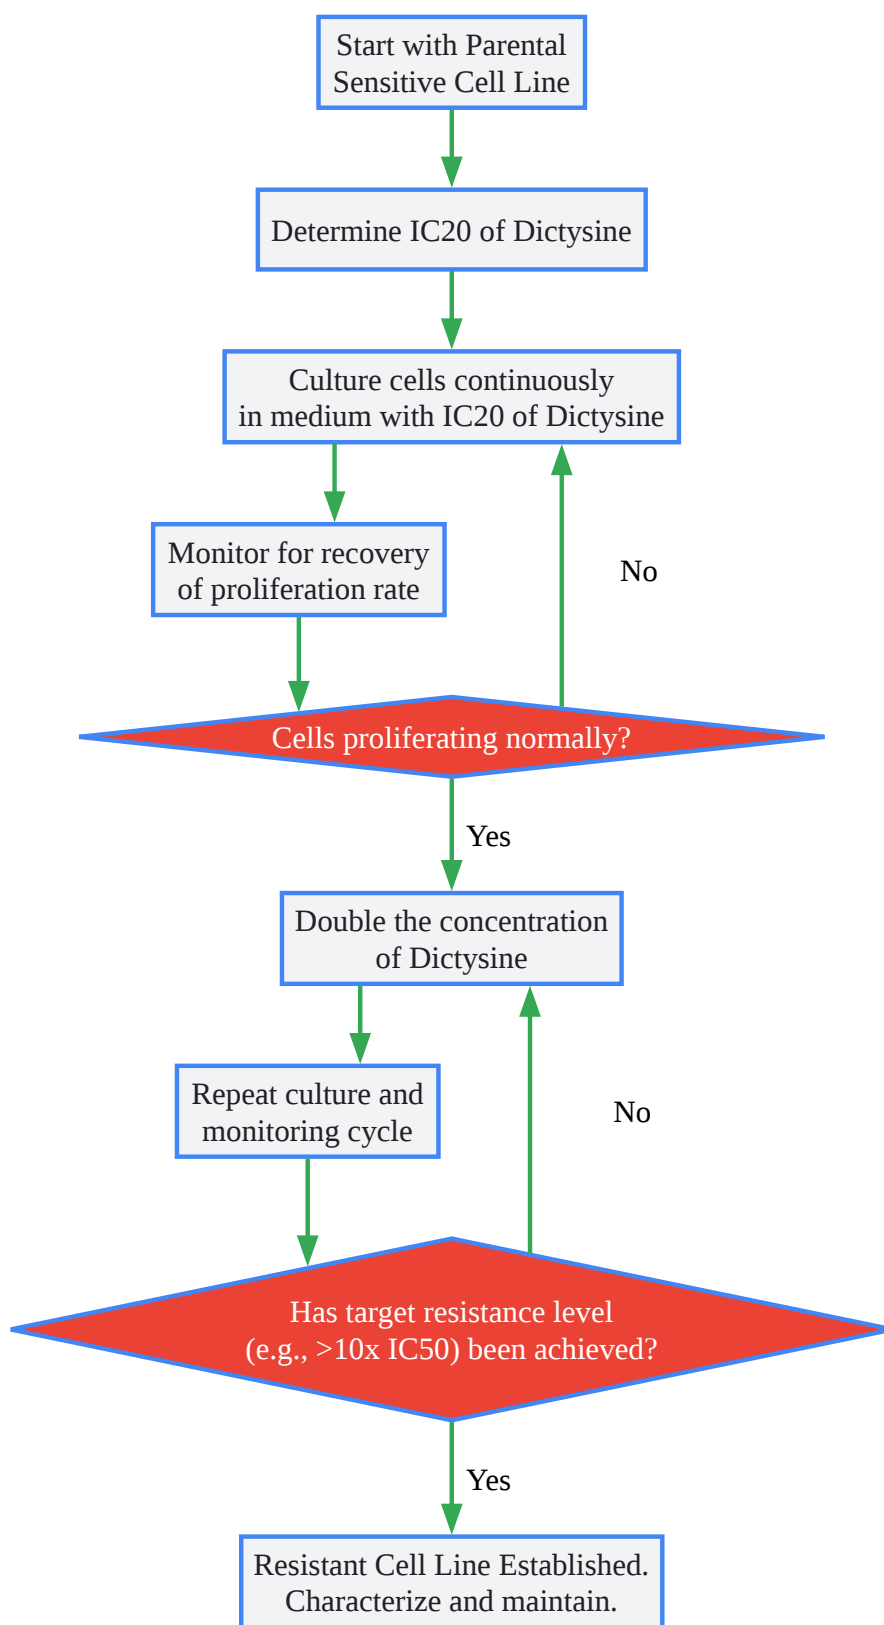 Start with Parental
Sensitive Cell Line
Determine IC20 of Dictysine
Culture cells continuously
in medium with IC20 of Dictysine
Monitor for recovery
of proliferation rate
No
Cells proliferating normally?
Yes
Double the concentration
of Dictysine
Repeat culture and
monitoring cycle
No
Has target resistance level
(e.g., >10x IC50) been achieved?
Yes
Resistant Cell Line Established.
Characterize and maintain.